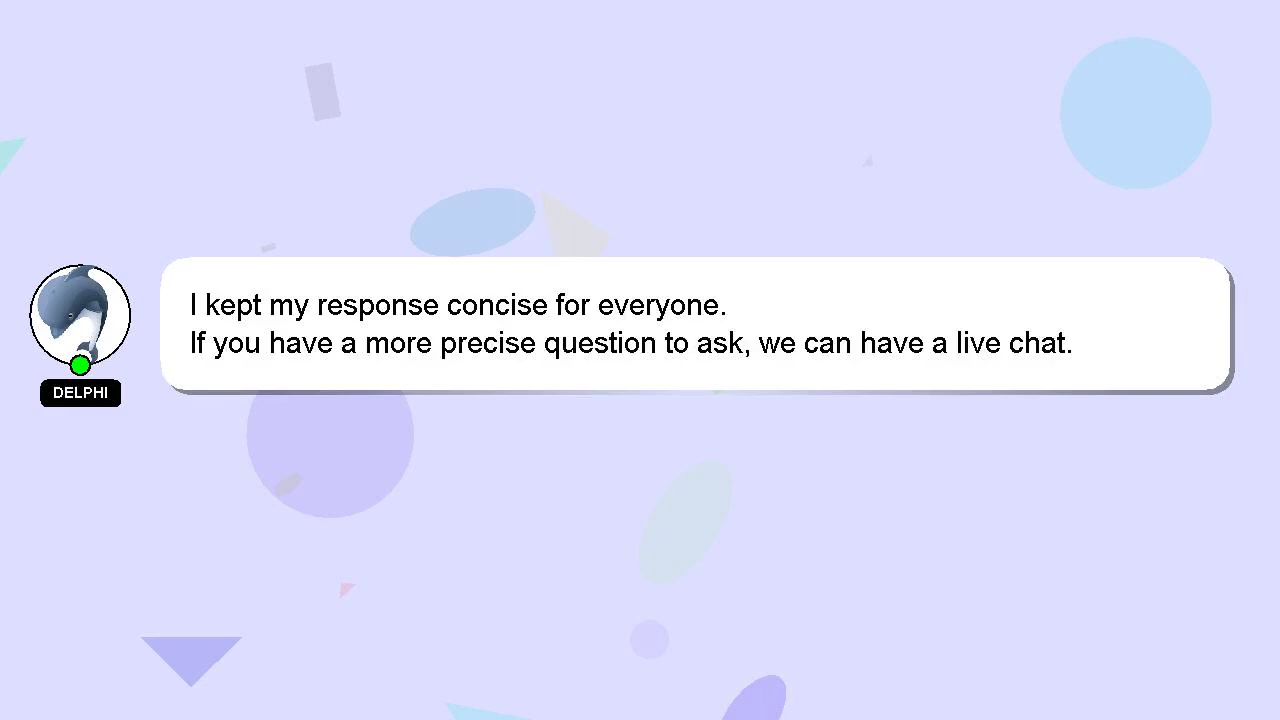 I kept my response concise for everyone.
If you have a more precise question to ask, we can have a live chat.
DELPHI